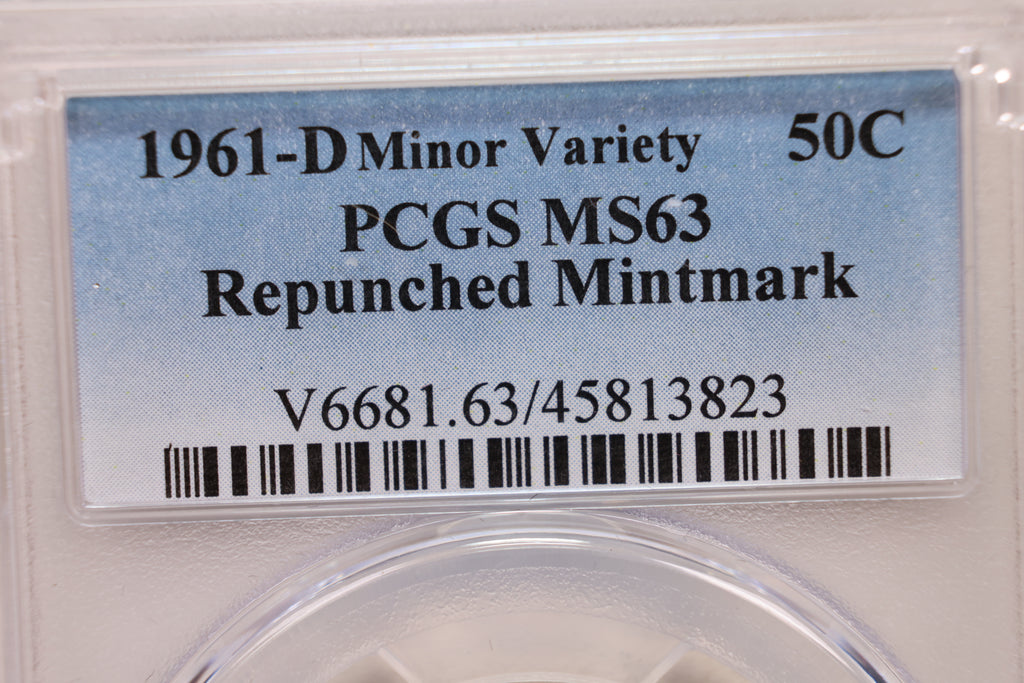 1961-D Minor Variety 50C
PCGS MS63
Repunched Mintmark
V6681.63/45813823